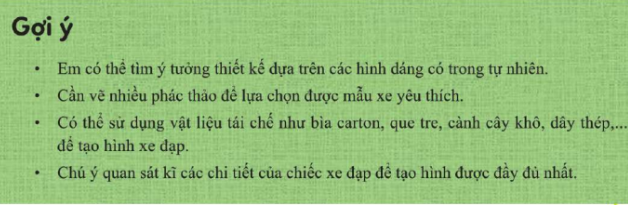 Gợi ý
• Em có thể tìm ý tưởng thiết kế dựa trên các hình dáng có trong tự nhiên.
• Cần vẽ nhiều phác thảo để lựa chọn được mẫu xe yêu thích.
• Có thể sử dụng vật liệu tái chế như bìa carton, que tre, cành cây khô, dây thép,...
để tạo hình xe đạp.
• Chú ý quan sát kĩ các chi tiết của chiếc xe đạp để tạo hình được đầy đủ nhất.